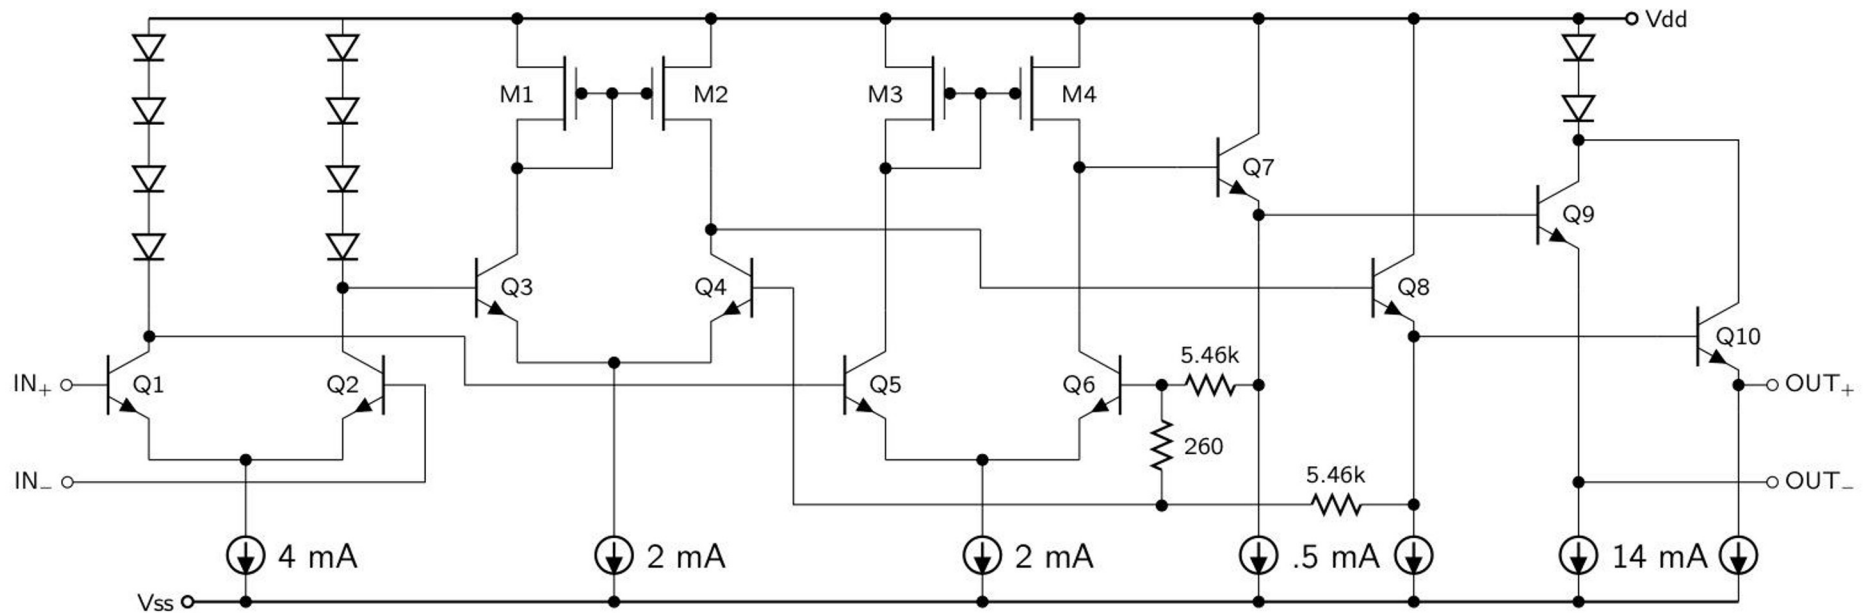 Vdd
M1
M2
M3
M4
Q7
Q9
Q3
Q4
Q8
Q10
5.46k
IN+
Q1
Q2
Q5
Q6
OUT+
260
IN−
5.46k
OUT−
4 mA
2 mA
2 mA
.5 mA
14 mA
Vss